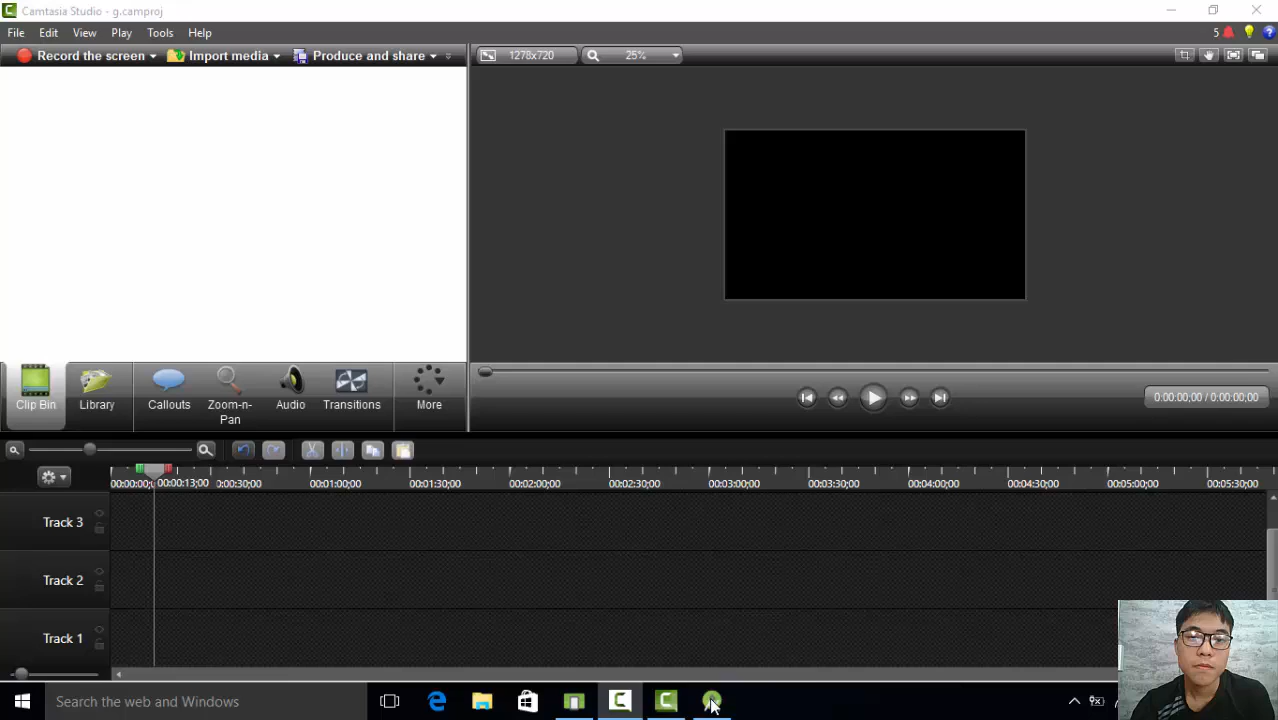 Camtasia Studio - g.camproj
File Edit View Play Tools Help
5
Record the screen Import media Produce and share
1278x720 25%
Clip Bin Library Callouts Zoom-n-Pan Audio Transitions More
0:00:00;00 / 0:00:00;00
00:00:00; 00:00:13;00 0:00:30;00 00:01:00;00 00:01:30;00 00:02:00;00 00:02:30;00 00:03:00;00 00:03:30;00 00:04:00;00 00:04:30;00 00:05:00;00 00:05:30;00
Track 3
Track 2
Track 1
Search the web and Windows